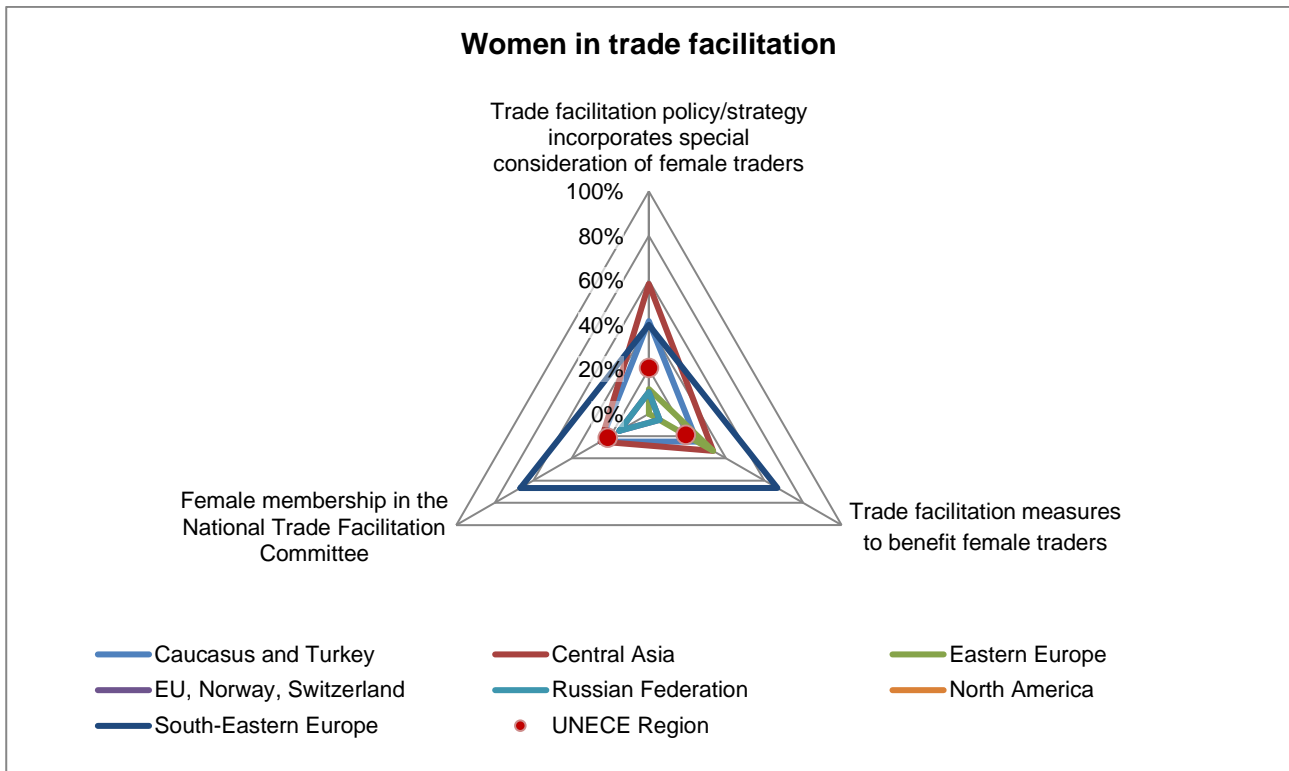 Women in trade facilitation
Trade facilitation policy/strategy
incorporates special
consideration of female traders
100%
80%
60%
40%
20%
0%
Female membership in the
National Trade Facilitation
Committee
Trade facilitation measures
to benefit female traders
Caucasus and Turkey
Central Asia
Eastern Europe
EU, Norway, Switzerland
Russian Federation
North America
South-Eastern Europe
UNECE Region